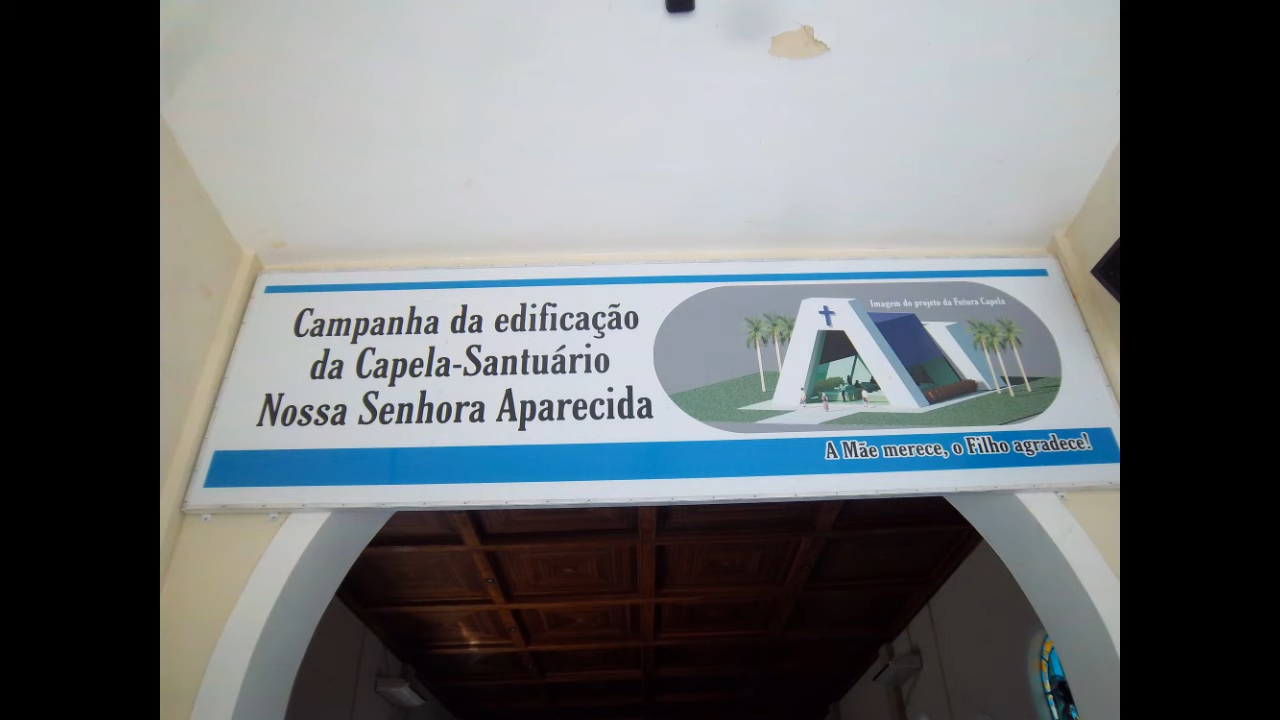 Campanha da edificação
da Capela-Santuário
Nossa Senhora Aparecida
Imagem do projeto da Futura Capela
A Mãe merece, o Filho agradece!